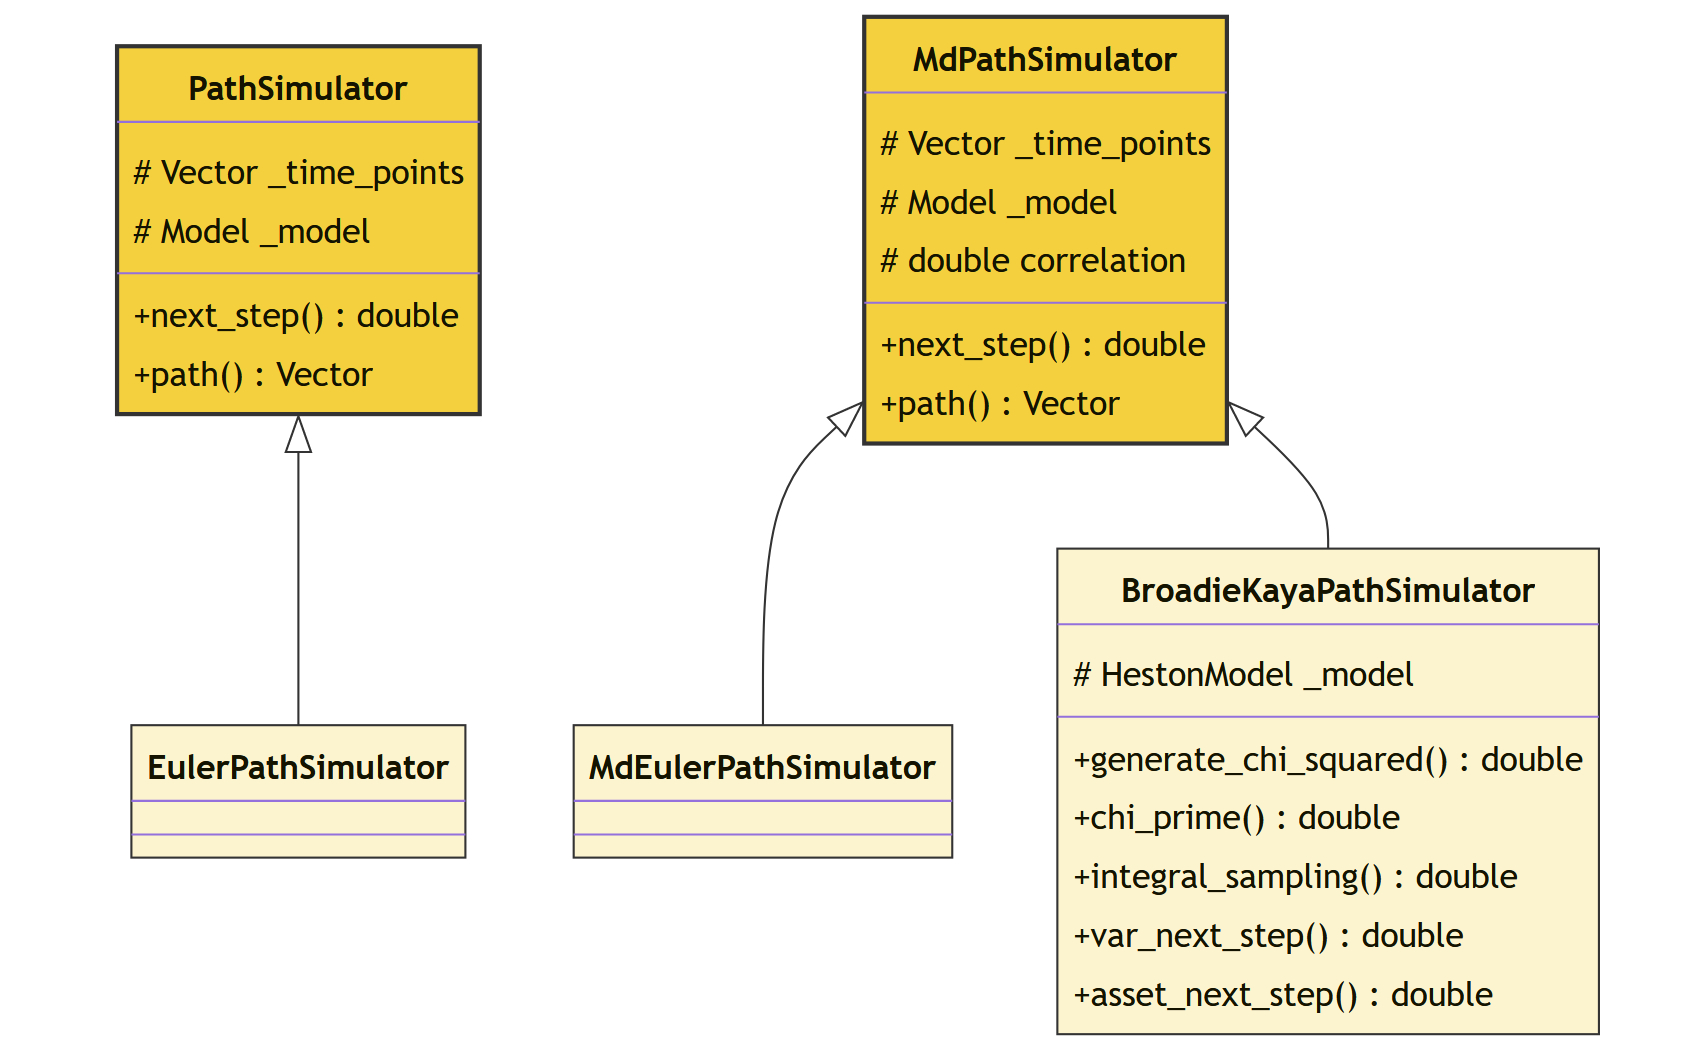 PathSimulator
# Vector _time_points
# Model _model
+next_step() : double
+path() : Vector
MdPathSimulator
# Vector _time_points
# Model _model
# double correlation
+next_step() : double
+path() : Vector
EulerPathSimulator
MdEulerPathSimulator
BroadieKayaPathSimulator
# HestonModel _model
+generate_chi_squared() : double
+chi_prime() : double
+integral_sampling() : double
+var_next_step() : double
+asset_next_step() : double